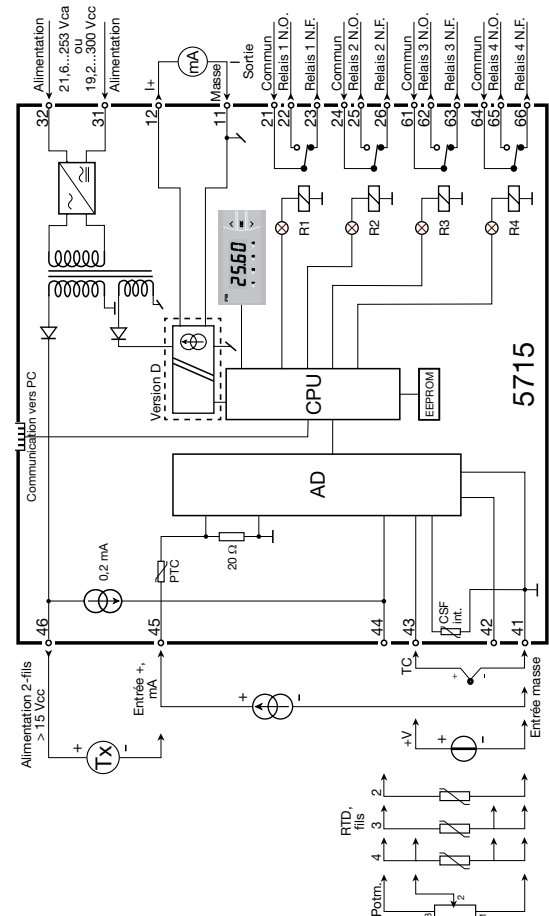 Alimentation
21,6...253 Vca
ou
19,2...300 Vcc
Alimentation
32
31
I+
12
mA
Masse
11
I
Sortie
Commun
Relais 1 N.O.
Relais 1 N.F.
21
22
23
Commun
Relais 2 N.O.
Relais 2 N.F.
24
25
26
Commun
Relais 3 N.O.
Relais 3 N.F.
61
62
63
Commun
Relais 4 N.O.
Relais 4 N.F.
64
65
66
R1
R2
R3
R4
25.60
OK
Version D
CPU
EEPROM
5715
Communication vers PC
AD
20 Ω
PTC
0,2 mA
CSF
int.
46
45
44
43
42
41
Alimentation 2-fils
> 15 Vcc
+
Tx
-
Entrée +,
mA
+
-
TC
+
-
Entrée masse
+V
+
-
RTD,
fils
2
3
4
Potm.
3
2
1